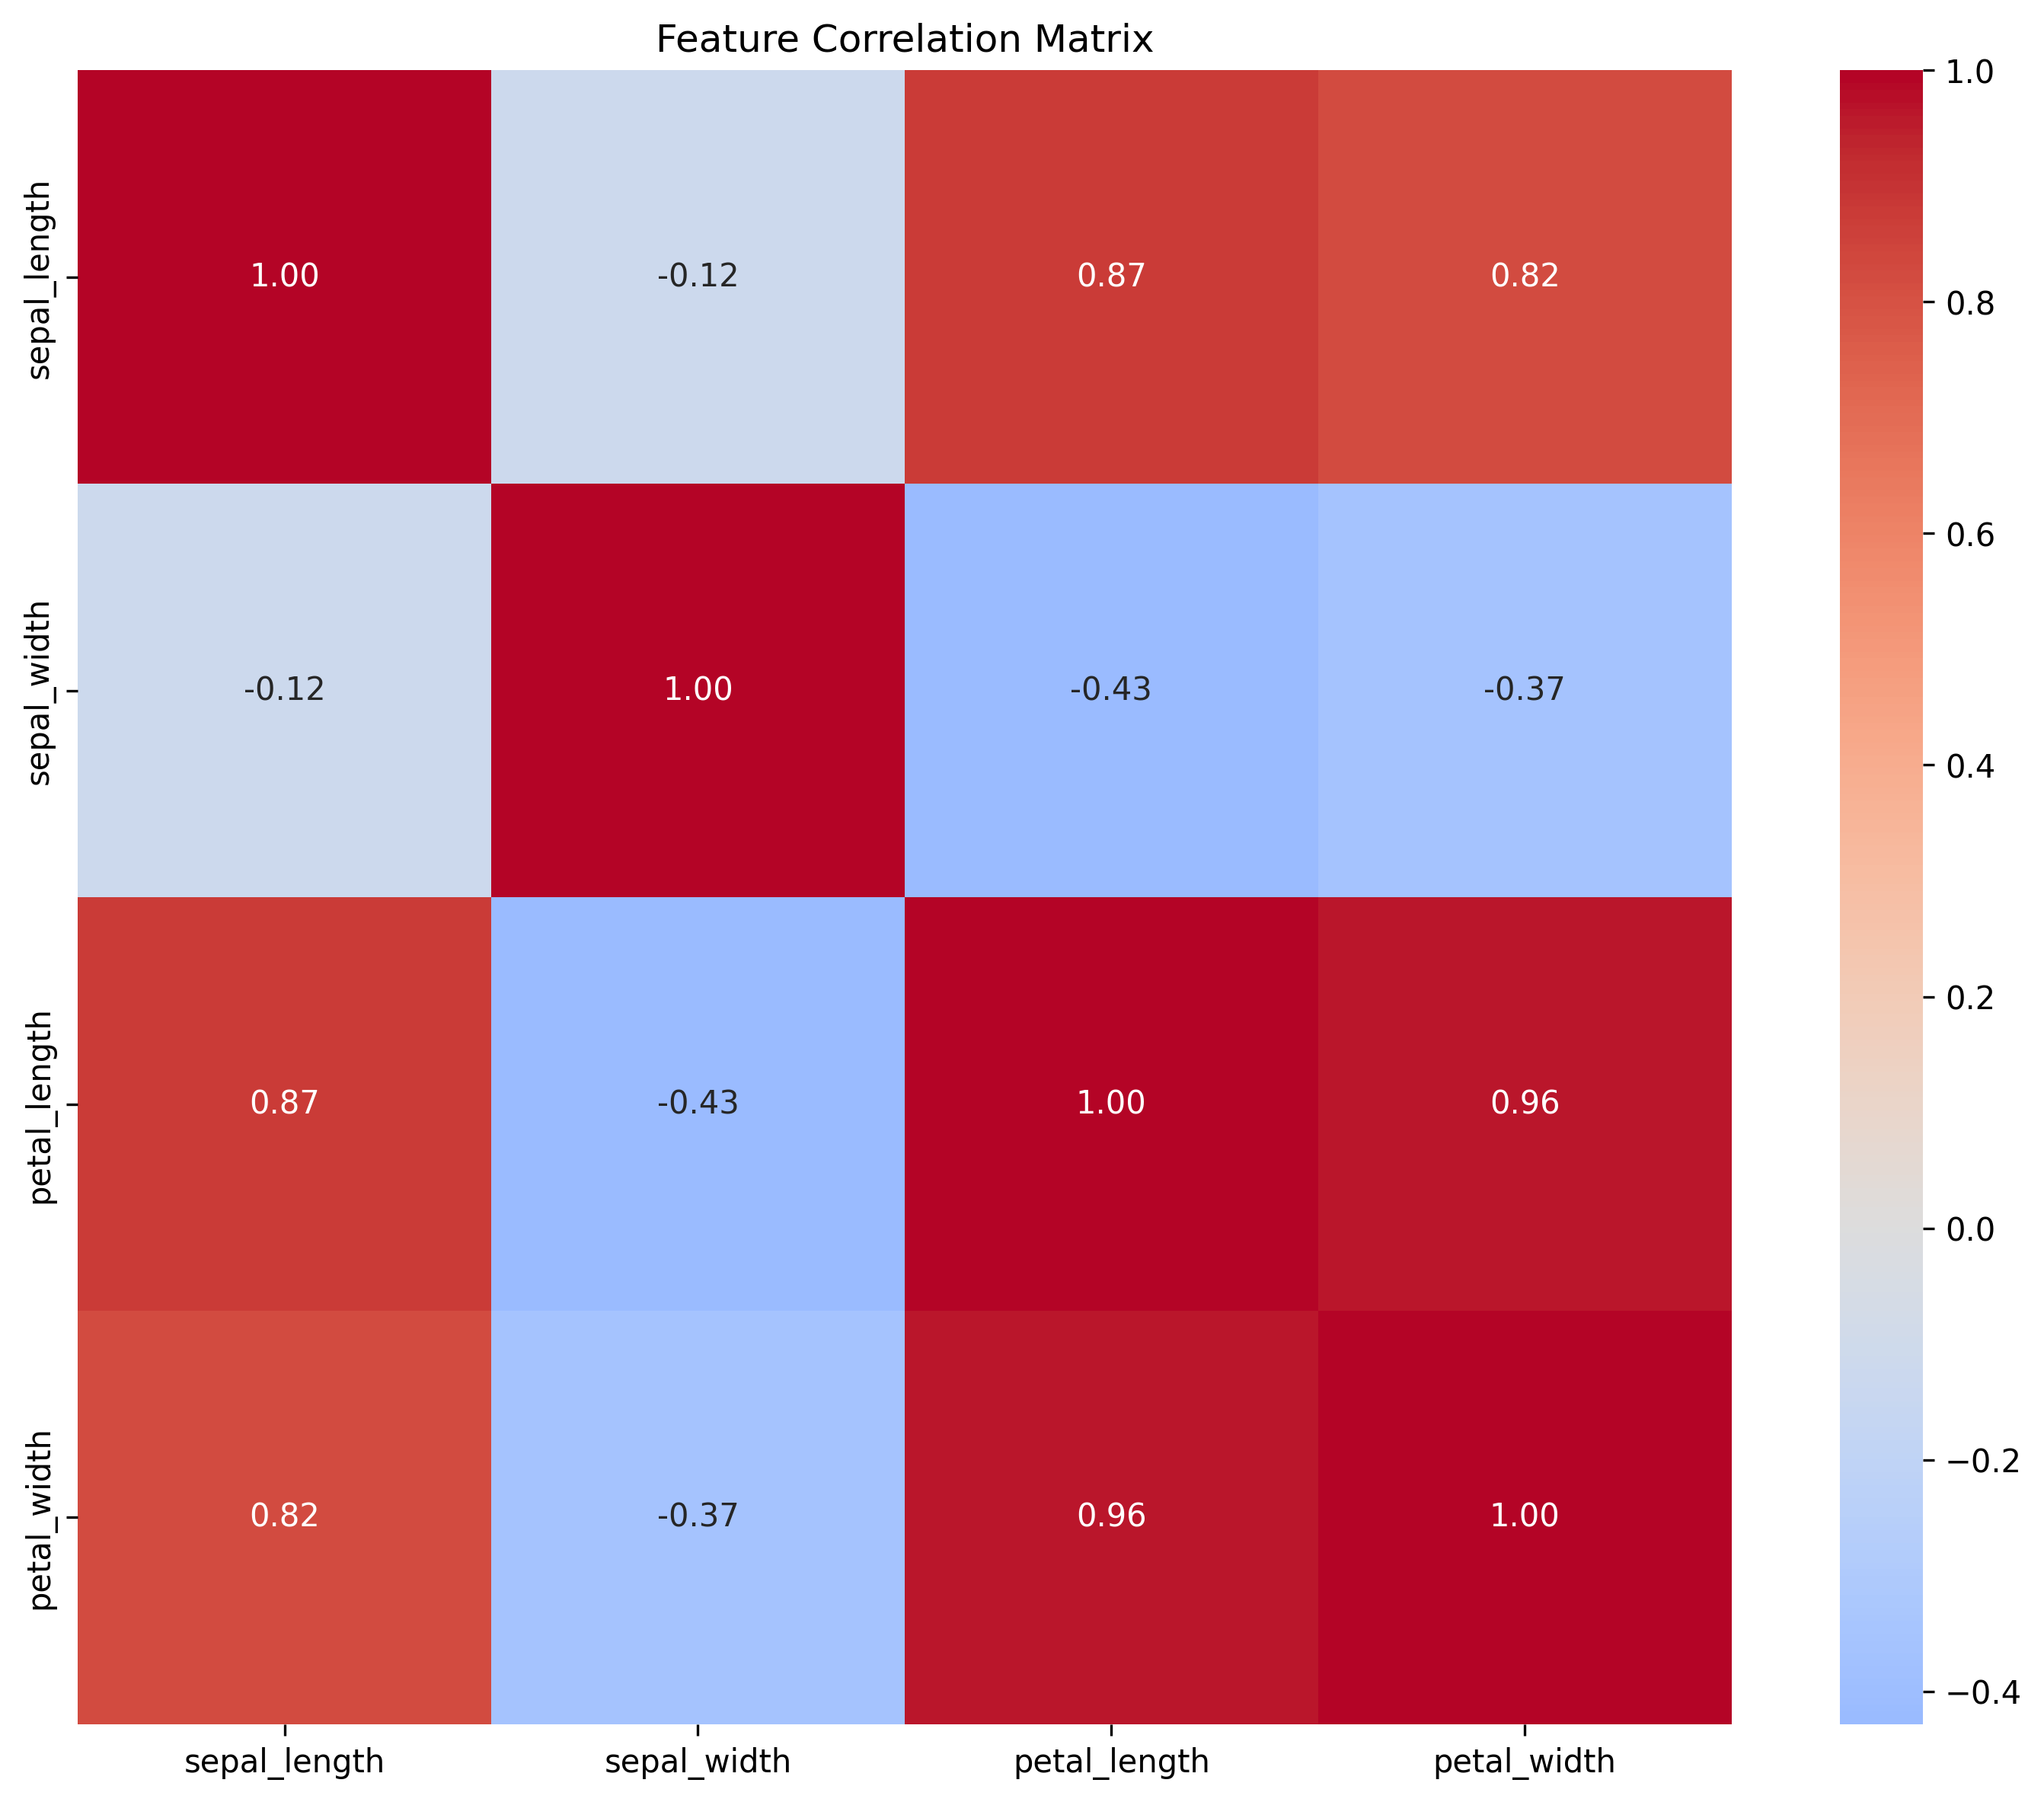 Feature Correlation Matrix
sepal_length
1.00 -0.12 0.87 0.82
sepal_width
-0.12 1.00 -0.43 -0.37
petal_length
0.87 -0.43 1.00 0.96
petal_width
0.82 -0.37 0.96 1.00
sepal_length sepal_width petal_length petal_width
1.0
0.8
0.6
0.4
0.2
0.0
−0.2
−0.4